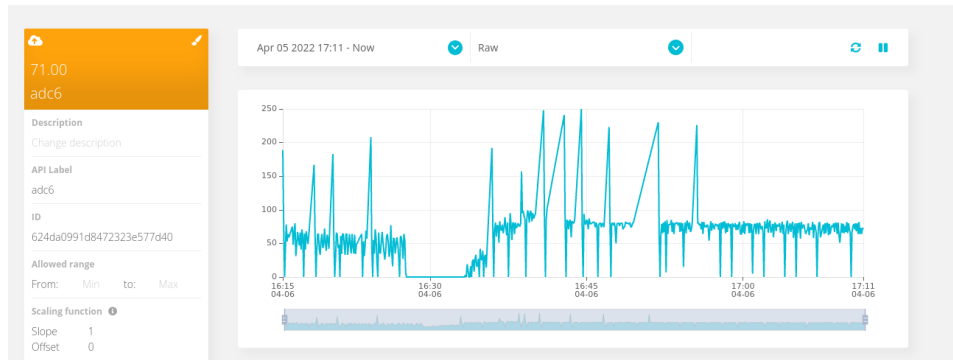 71.00
adc6
Description
Change description
API Label
adc6
ID
624da0991d8472323e577d40
Allowed range
From: Min to: Max
Scaling function
Slope 1
Offset 0
Apr 05 2022 17:11 - Now Raw
250
200
150
100
50
0
16:15 16:30 16:45 17:00 17:11
04-06 04-06 04-06 04-06 04-06